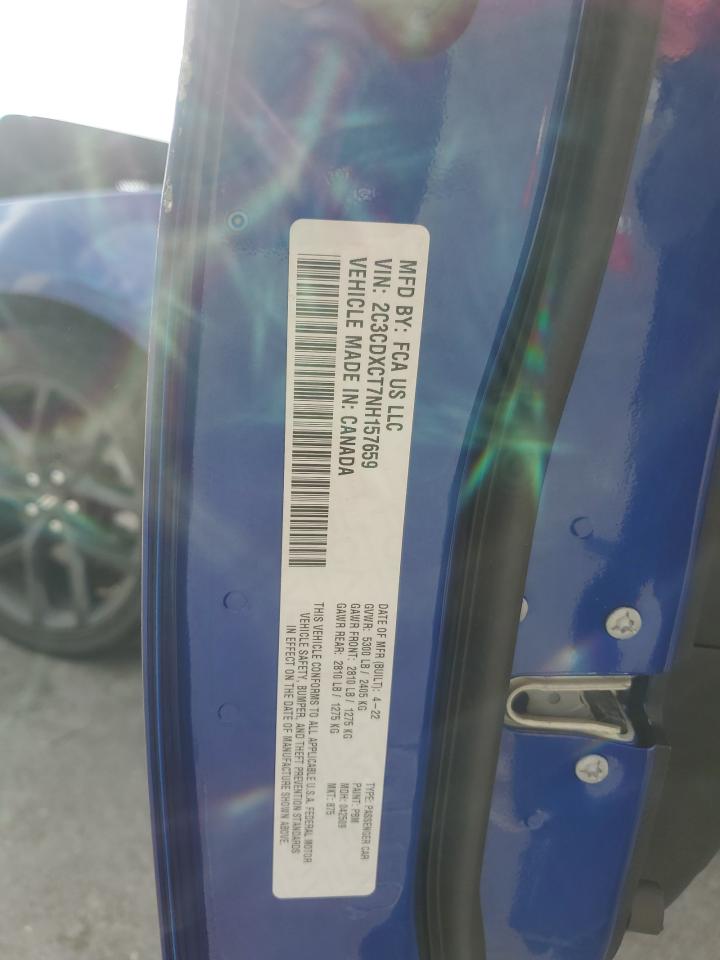 MFD BY: FCA US LLC
VIN: 2C3CDXCT7NH157659
VEHICLE MADE IN: CANADA
DATE OF MFR (BUILT): 4-22
GVWR: 5300 LB / 2405 KG
GAWR FRONT: 2810 LB / 1275 KG
GAWR REAR: 2810 LB / 1275 KG
TYPE: PASSENGER CAR
PAINT: PBM
MDH: 042509
MKT: B75
THIS VEHICLE CONFORMS TO ALL APPLICABLE U.S.A. FEDERAL MOTOR
VEHICLE SAFETY, BUMPER, AND THEFT PREVENTION STANDARDS
IN EFFECT ON THE DATE OF MANUFACTURE SHOWN ABOVE.